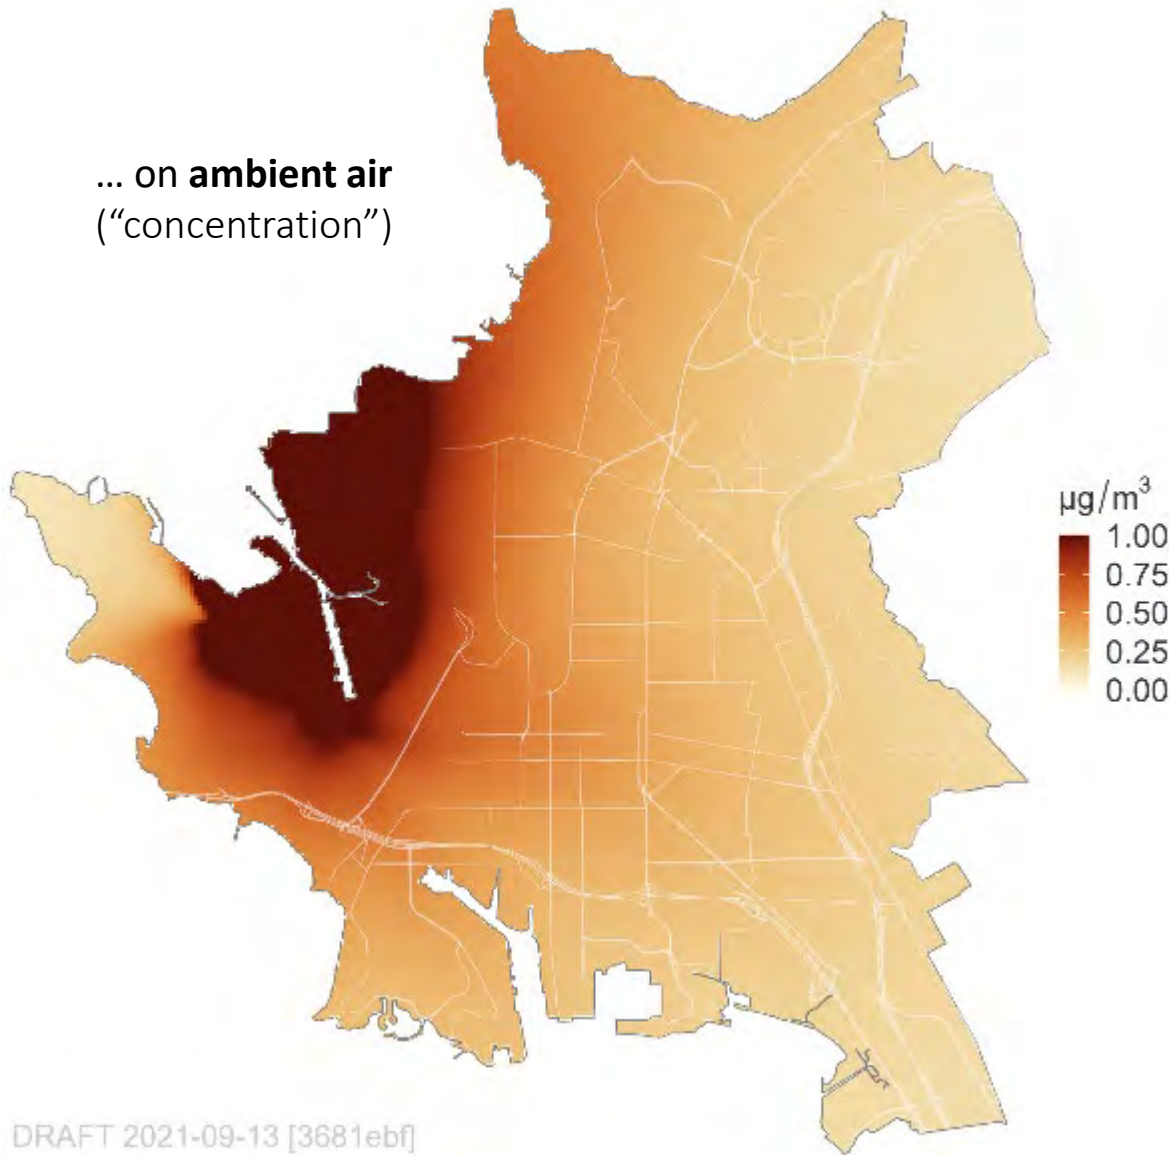 … on ambient air
(“concentration”)
µg/m³
1.00
0.75
0.50
0.25
0.00
DRAFT 2021-09-13 [3681ebf]